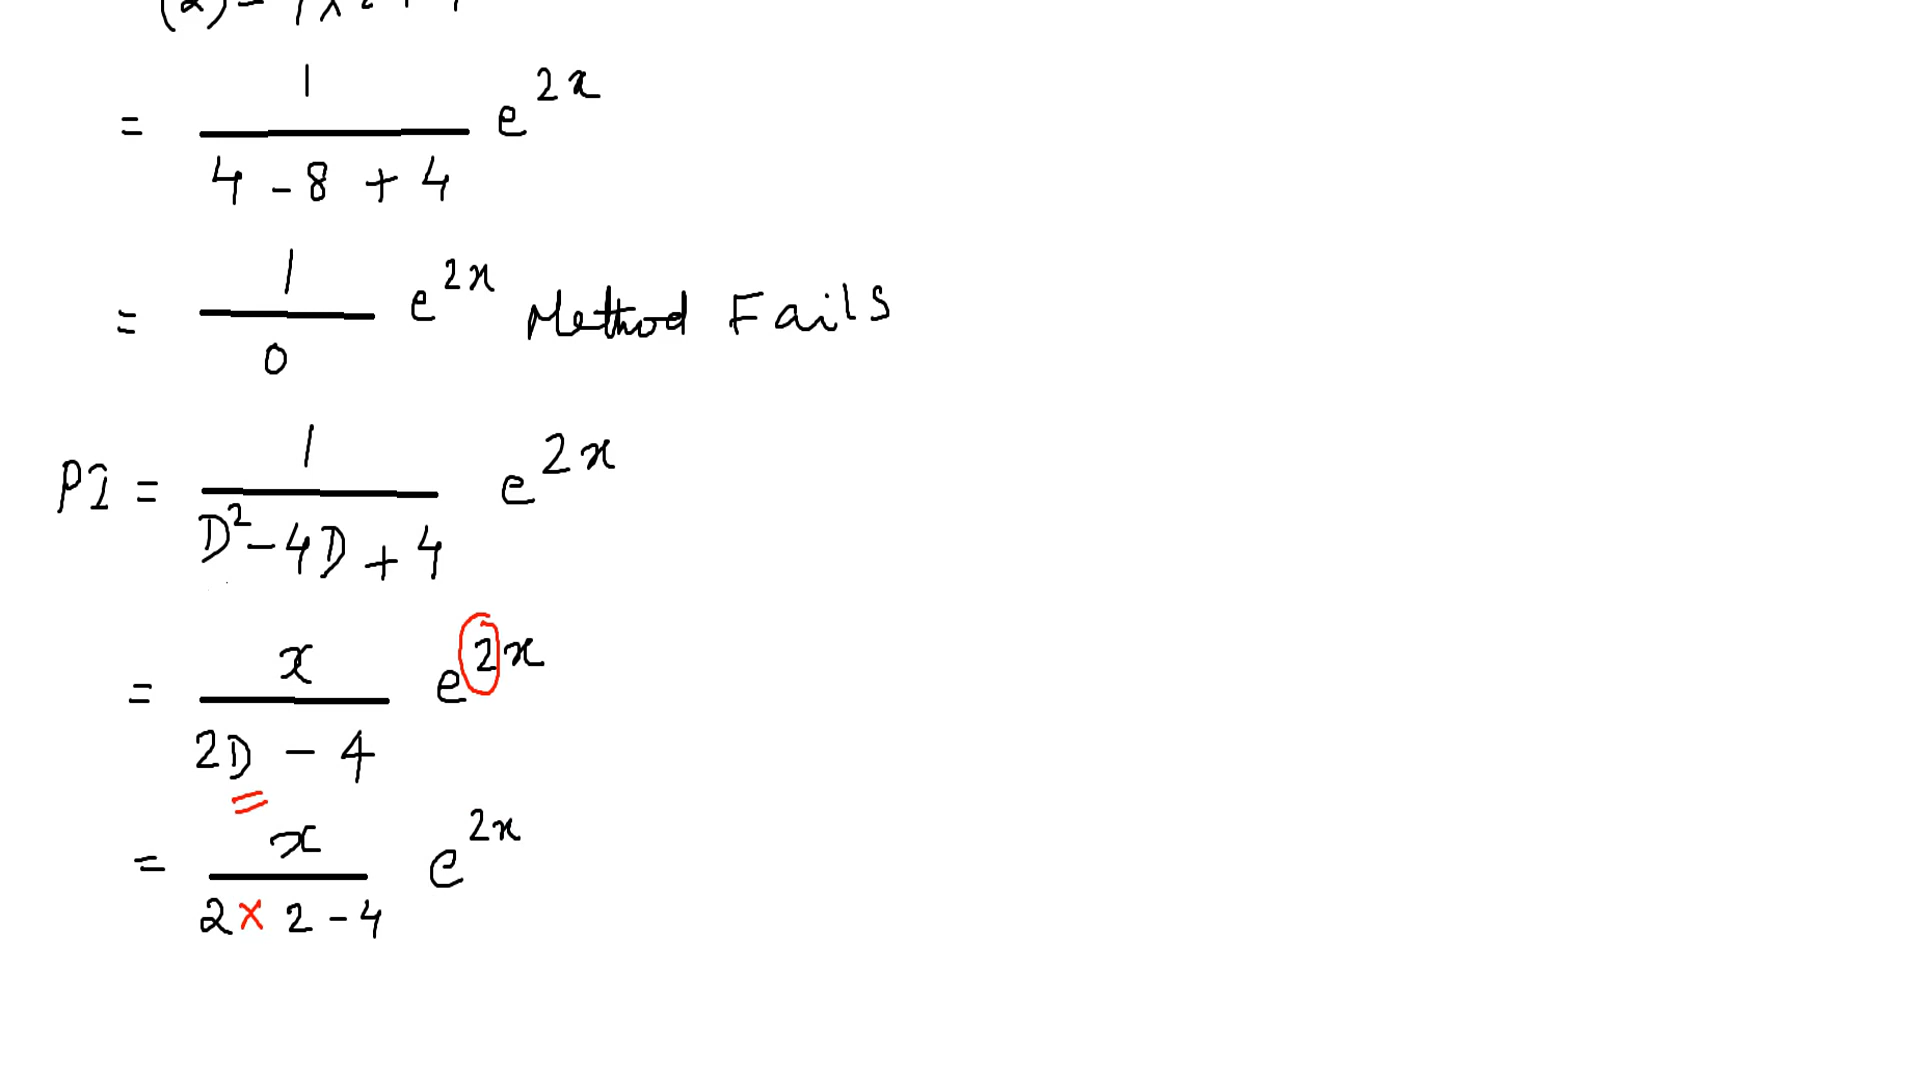 = 1 / (4 - 8 + 4) e^2x
= 1 / 0 e^2x Method Fails
PI = 1 / (D^2 - 4D + 4) e^2x
= x / (2D - 4) e^2x
= x / (2 × 2 - 4) e^2x